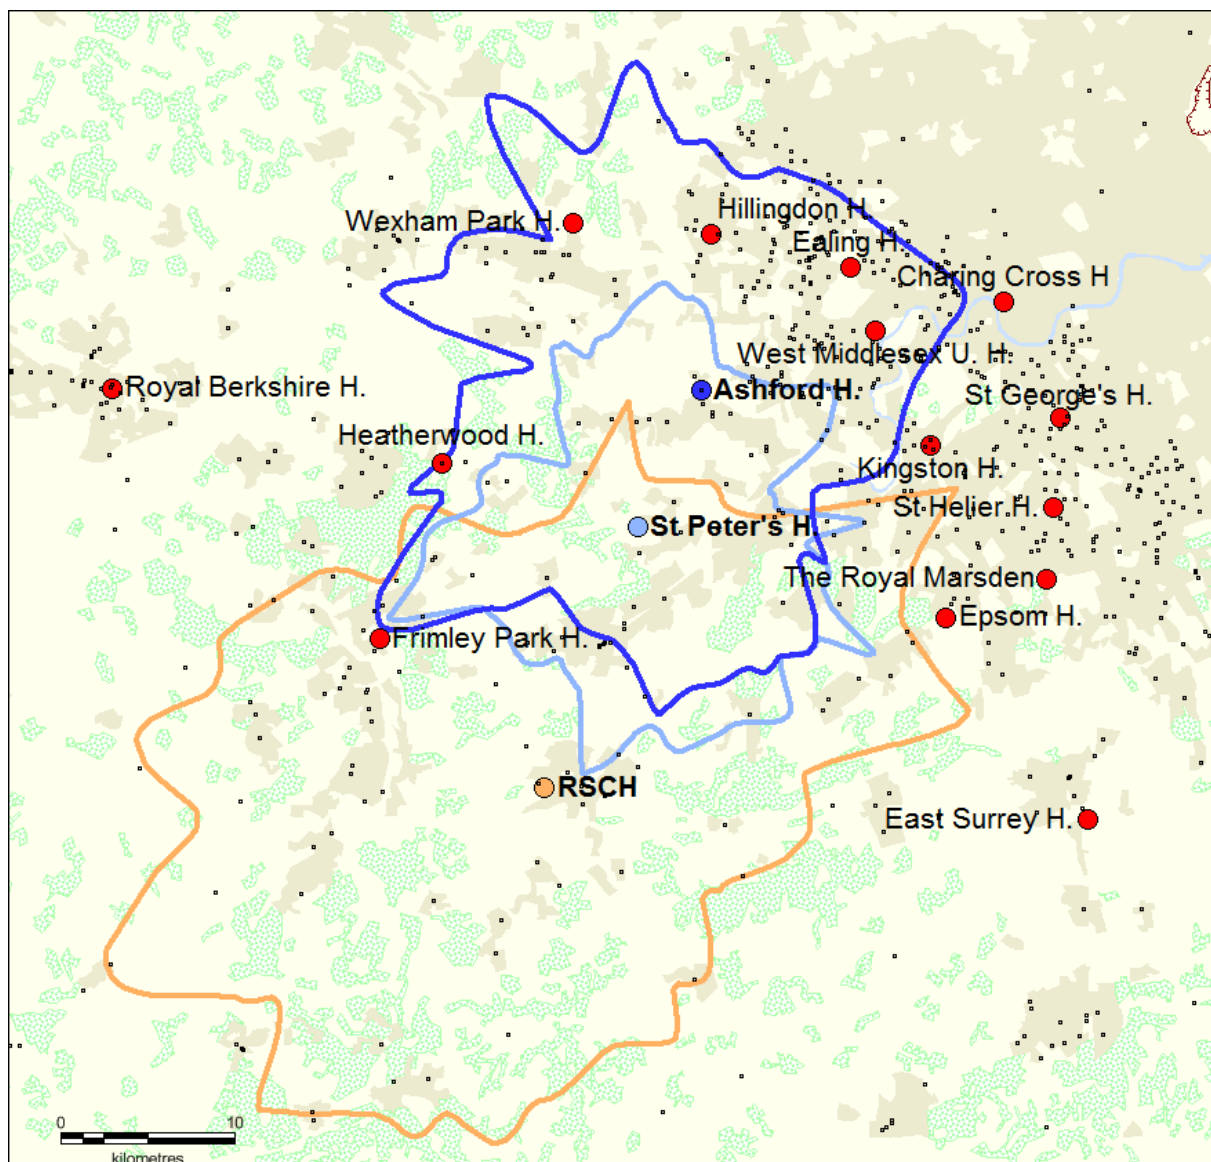 Hillingdon H.
Wexham Park H.
Ealing H.
Charing Cross H
West Middlesex U. H.
Royal Berkshire H.
Ashford H.
St George's H.
Heatherwood H.
Kingston H.
St Helier H.
St Peter's H.
The Royal Marsden
Epsom H.
Frimley Park H.
RSCH
East Surrey H.
0 10
kilometres